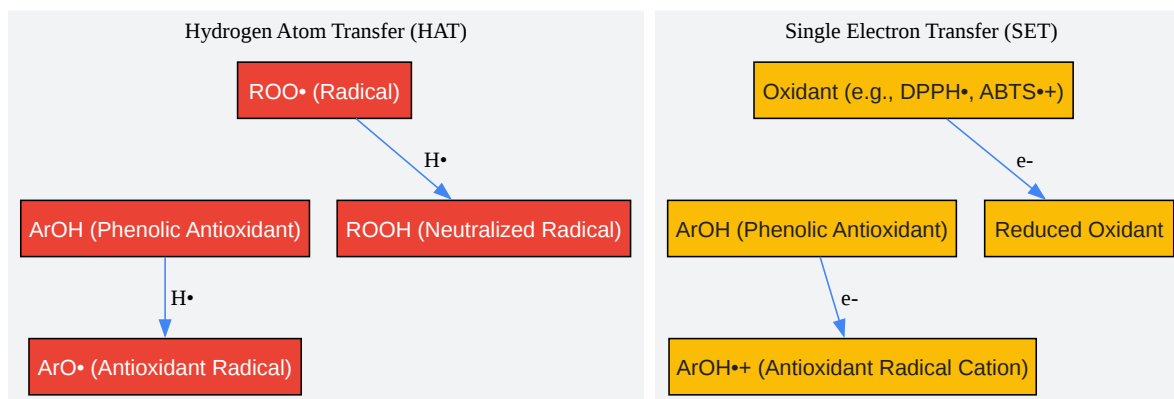 Hydrogen Atom Transfer (HAT)
ROO• (Radical)
H•
ArOH (Phenolic Antioxidant)
ROOH (Neutralized Radical)
H•
ArO• (Antioxidant Radical)
Single Electron Transfer (SET)
Oxidant (e.g., DPPH•, ABTS•+)
e-
ArOH (Phenolic Antioxidant)
Reduced Oxidant
e-
ArOH•+ (Antioxidant Radical Cation)